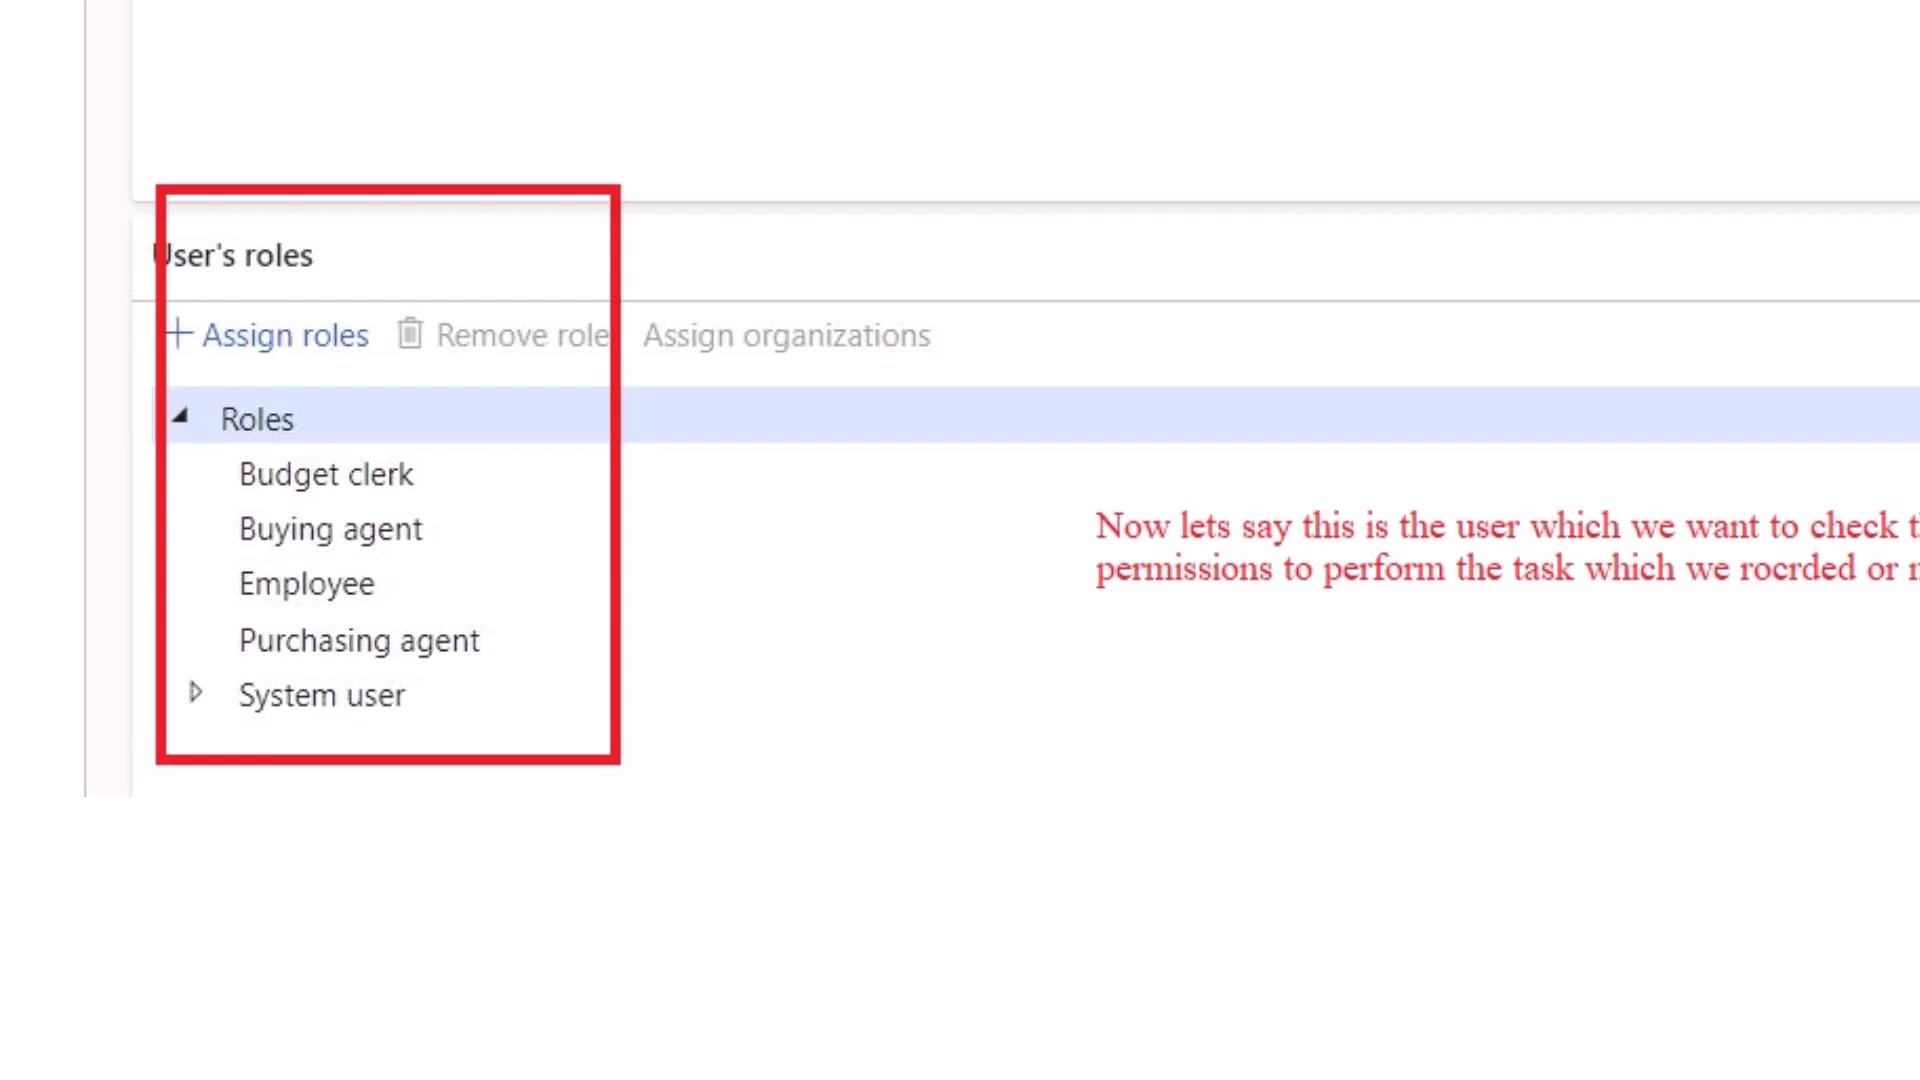 User's roles
Assign roles Remove role Assign organizations
Roles
Budget clerk
Buying agent
Employee
Purchasing agent
System user
Now lets say this is the user which we want to check
permissions to perform the task which we rocrded or